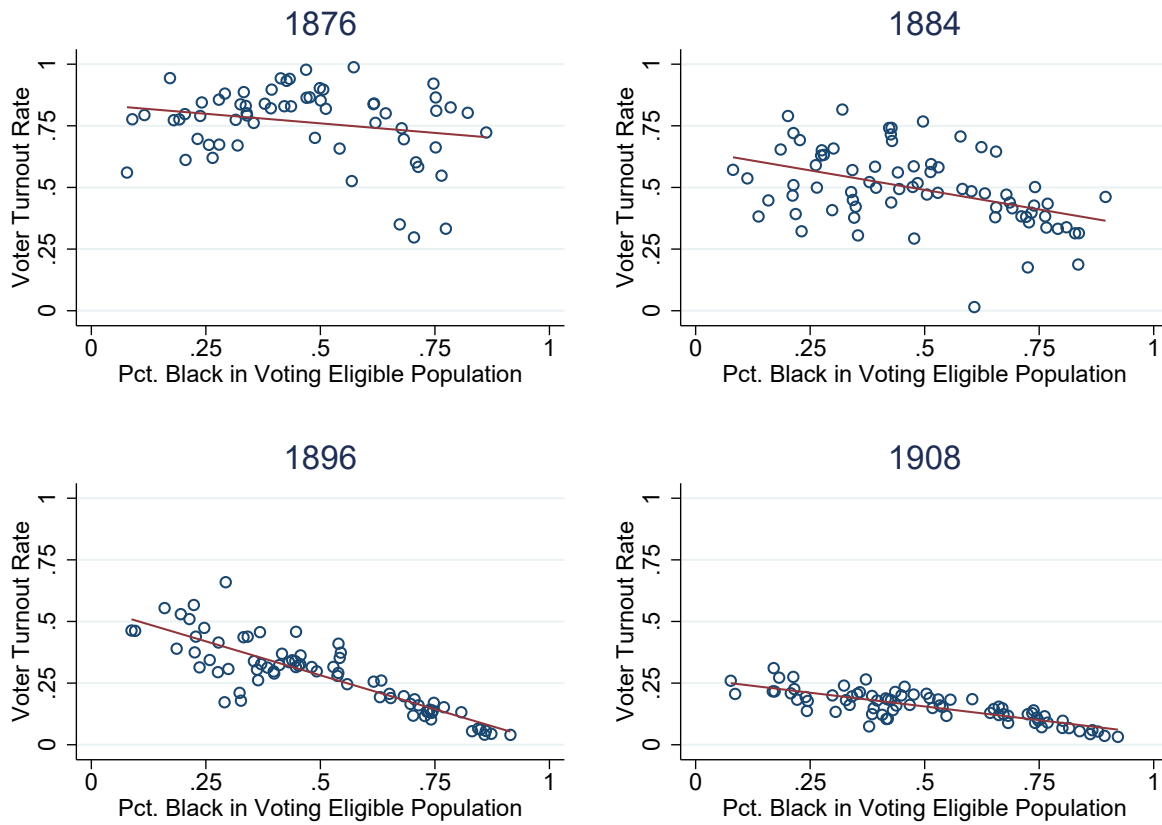 1876
Voter Turnout Rate
1
.75
.5
.25
0
0 .25 .5 .75 1
Pct. Black in Voting Eligible Population
1884
Voter Turnout Rate
1
.75
.5
.25
0
0 .25 .5 .75 1
Pct. Black in Voting Eligible Population
1896
Voter Turnout Rate
1
.75
.5
.25
0
0 .25 .5 .75 1
Pct. Black in Voting Eligible Population
1908
Voter Turnout Rate
1
.75
.5
.25
0
0 .25 .5 .75 1
Pct. Black in Voting Eligible Population